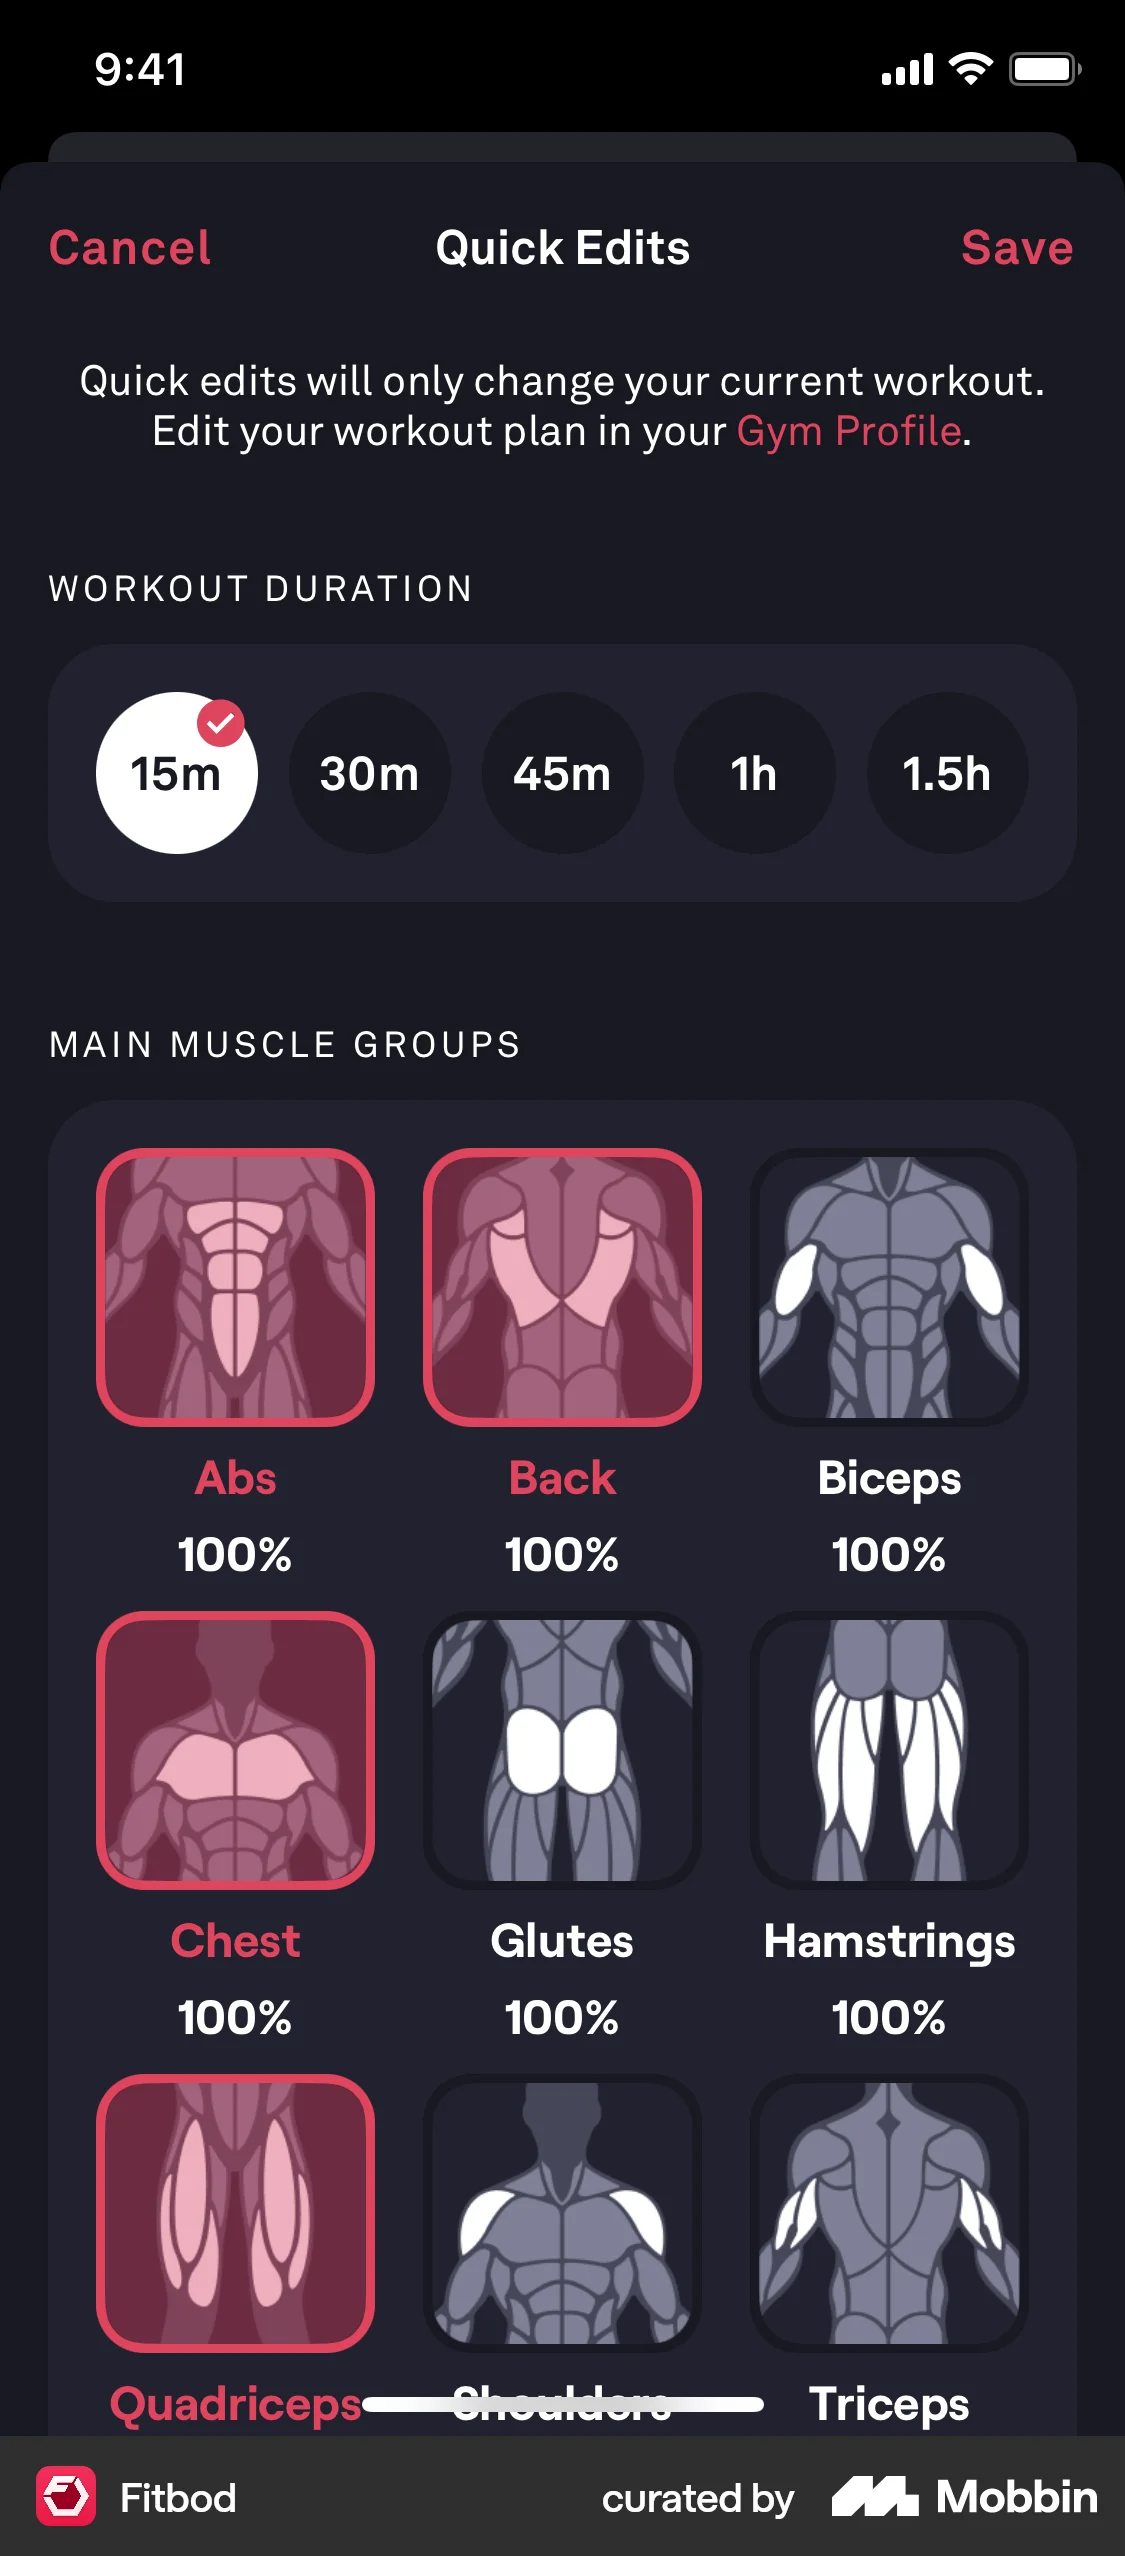 9:41
Cancel Quick Edits Save
Quick edits will only change your current workout.
Edit your workout plan in your Gym Profile.
WORKOUT DURATION
15m 30m 45m 1h 1.5h
MAIN MUSCLE GROUPS
Abs Back Biceps
100% 100% 100%
Chest Glutes Hamstrings
100% 100% 100%
Quadriceps Shoulders Triceps
Fitbod curated by Mobbin